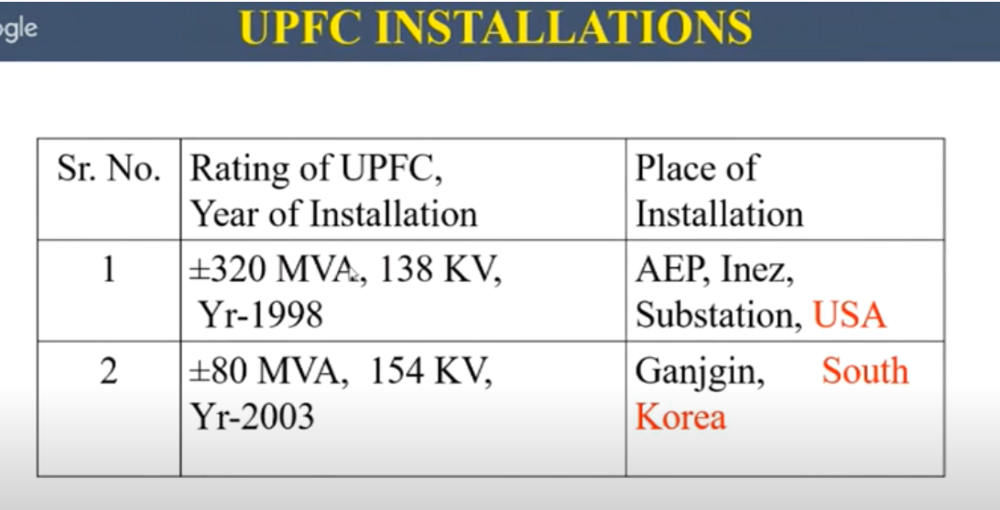 ogle
UPFC INSTALLATIONS
Sr. No.
Rating of UPFC,
Year of Installation
Place of
Installation
1
±320 MVA, 138 KV,
Yr-1998
AEP, Inez,
Substation, USA
2
±80 MVA, 154 KV,
Yr-2003
Ganjgin, South
Korea